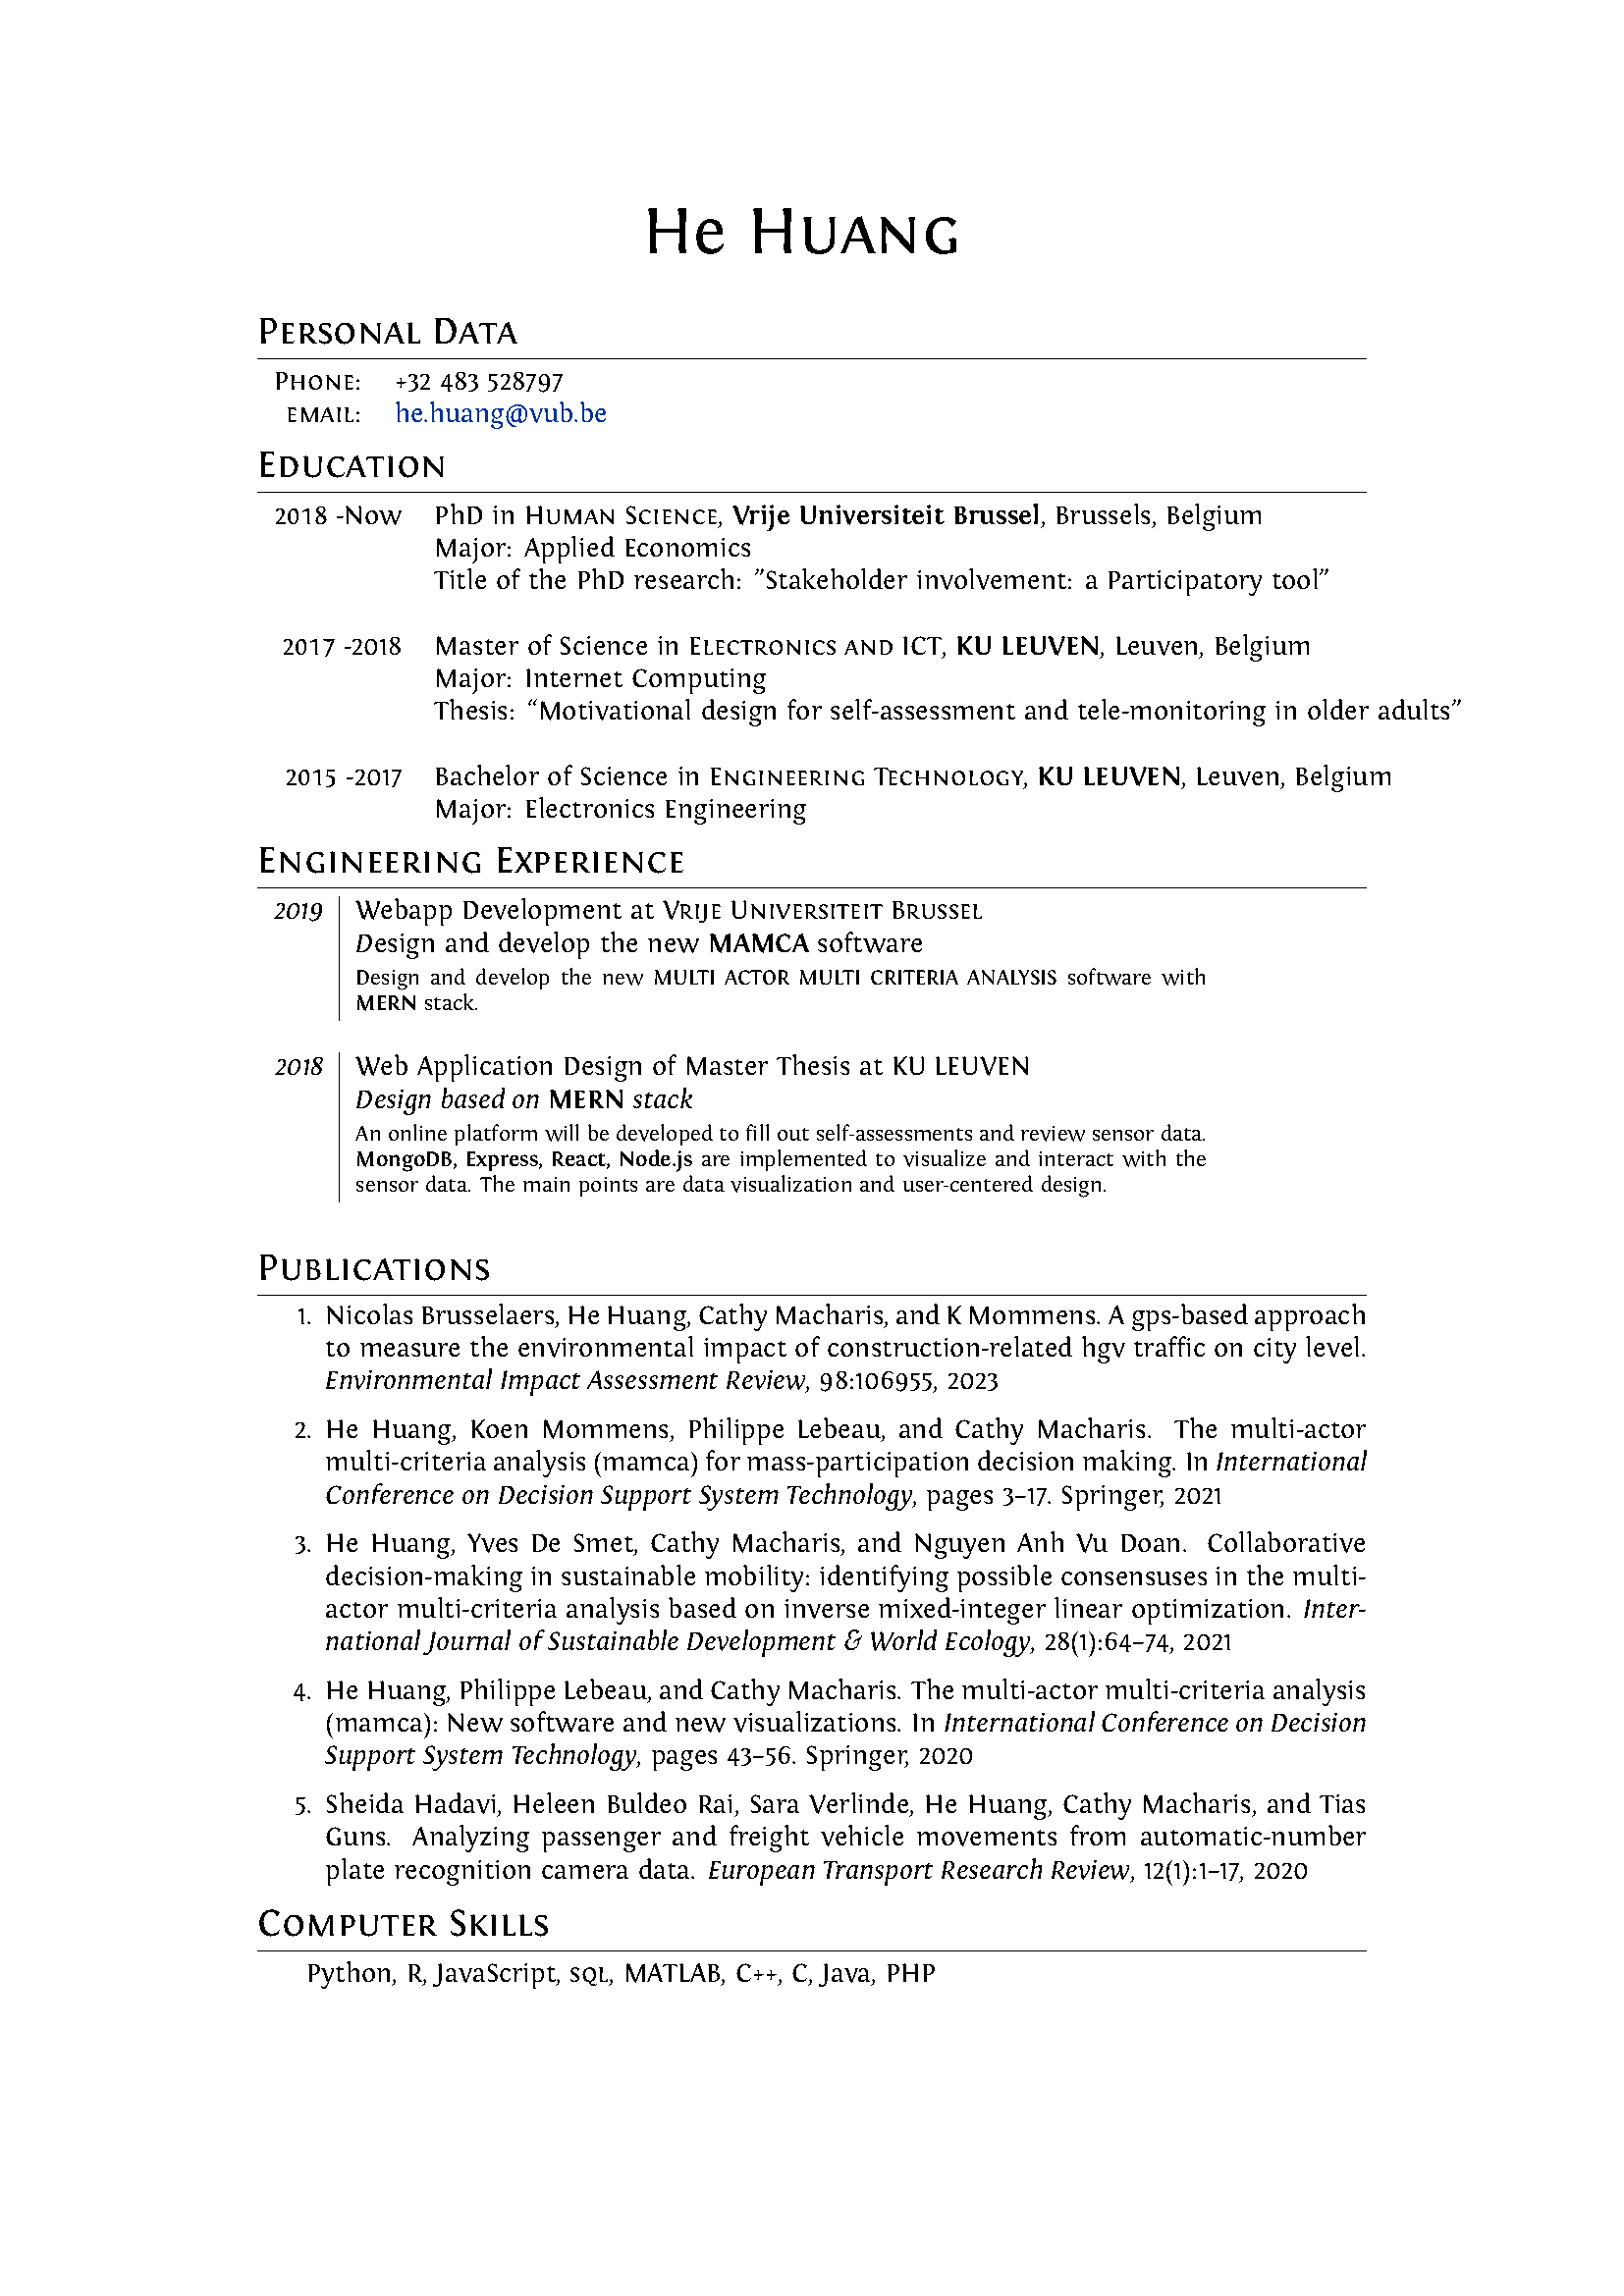 He HUANG
PERSONAL DATA
PHONE: +32 483 528797
EMAIL: he.huang@vub.be
EDUCATION
2018 -Now PhD in HUMAN SCIENCE, Vrije Universiteit Brussel, Brussels, Belgium
Major: Applied Economics
Title of the PhD research: ”Stakeholder involvement: a Participatory tool”
2017 -2018 Master of Science in ELECTRONICS AND ICT, KU LEUVEN, Leuven, Belgium
Major: Internet Computing
Thesis: “Motivational design for self-assessment and tele-monitoring in older adults”
2015 -2017 Bachelor of Science in ENGINEERING TECHNOLOGY, KU LEUVEN, Leuven, Belgium
Major: Electronics Engineering
ENGINEERING EXPERIENCE
2019 Webapp Development at VRIJE UNIVERSITEIT BRUSSEL
Design and develop the new MAMCA software
Design and develop the new MULTI ACTOR MULTI CRITERIA ANALYSIS software with
MERN stack.
2018 Web Application Design of Master Thesis at KU LEUVEN
Design based on MERN stack
An online platform will be developed to fill out self-assessments and review sensor data.
MongoDB, Express, React, Node.js are implemented to visualize and interact with the
sensor data. The main points are data visualization and user-centered design.
PUBLICATIONS
1. Nicolas Brusselaers, He Huang, Cathy Macharis, and K Mommens. A gps-based approach
to measure the environmental impact of construction-related hgv traffic on city level.
Environmental Impact Assessment Review, 98:106955, 2023
2. He Huang, Koen Mommens, Philippe Lebeau, and Cathy Macharis. The multi-actor
multi-criteria analysis (mamca) for mass-participation decision making. In International
Conference on Decision Support System Technology, pages 3–17. Springer, 2021
3. He Huang, Yves De Smet, Cathy Macharis, and Nguyen Anh Vu Doan. Collaborative
decision-making in sustainable mobility: identifying possible consensuses in the multi-
actor multi-criteria analysis based on inverse mixed-integer linear optimization. Inter-
national Journal of Sustainable Development & World Ecology, 28(1):64–74, 2021
4. He Huang, Philippe Lebeau, and Cathy Macharis. The multi-actor multi-criteria analysis
(mamca): New software and new visualizations. In International Conference on Decision
Support System Technology, pages 43–56. Springer, 2020
5. Sheida Hadavi, Heleen Buldeo Rai, Sara Verlinde, He Huang, Cathy Macharis, and Tias
Guns. Analyzing passenger and freight vehicle movements from automatic-number
plate recognition camera data. European Transport Research Review, 12(1):1–17, 2020
COMPUTER SKILLS
Python, R, JavaScript, SQL, MATLAB, C++, C, Java, PHP